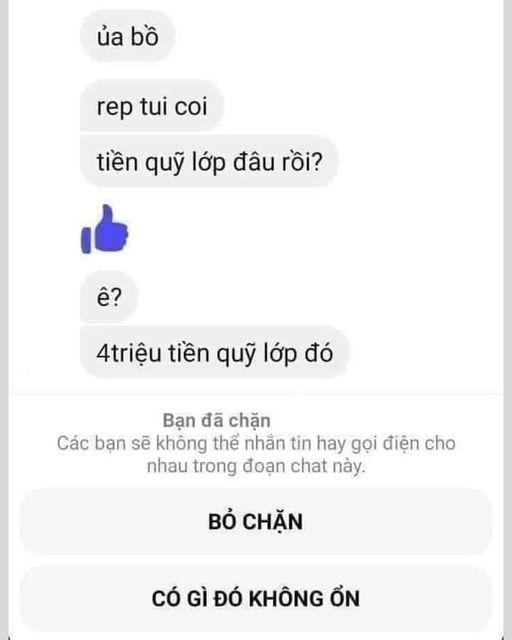 ủa bồ
rep tui coi
tiền quỹ lớp đâu rồi?
ê?
4triệu tiền quỹ lớp đó
Bạn đã chặn
Các bạn sẽ không thể nhắn tin hay gọi điện cho
nhau trong đoạn chat này.
BỎ CHẶN
CÓ GÌ ĐÓ KHÔNG ỔN